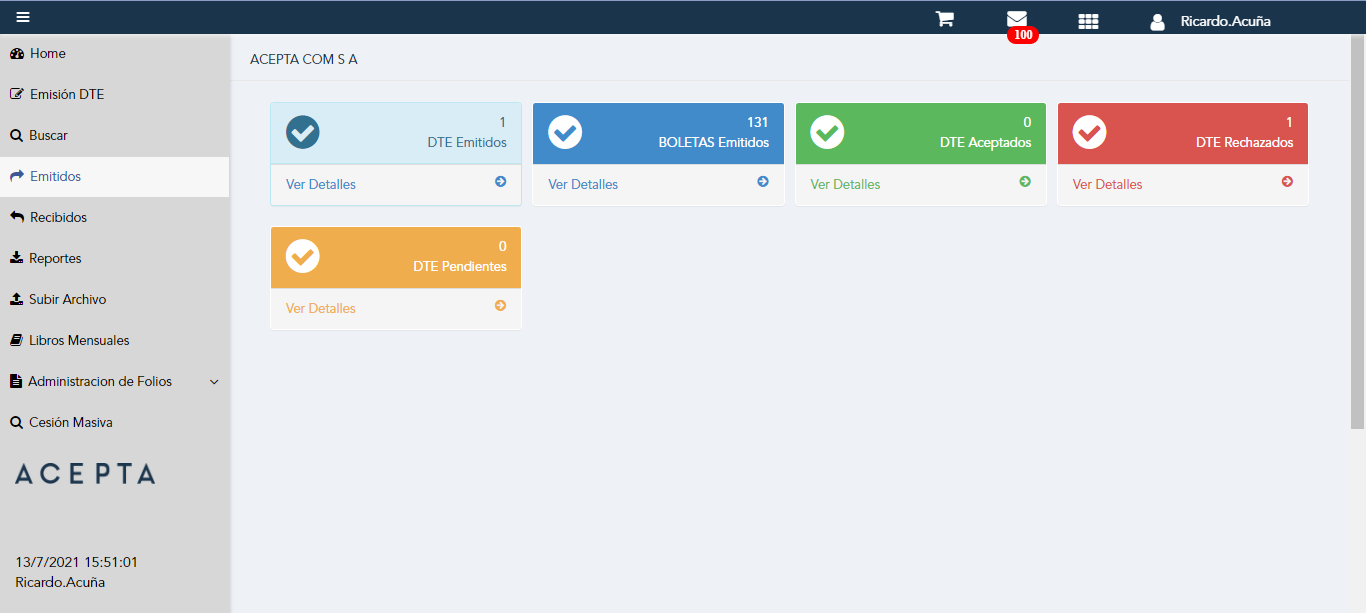 Ricardo.Acuña
100
Home
Emisión DTE
Buscar
Emitidos
Recibidos
Reportes
Subir Archivo
Libros Mensuales
Administracion de Folios
Cesión Masiva
ACEPTA
13/7/2021 15:51:01
Ricardo.Acuña
ACEPTA COM S A
1
DTE Emitidos
Ver Detalles
131
BOLETAS Emitidos
Ver Detalles
0
DTE Aceptados
Ver Detalles
1
DTE Rechazados
Ver Detalles
0
DTE Pendientes
Ver Detalles